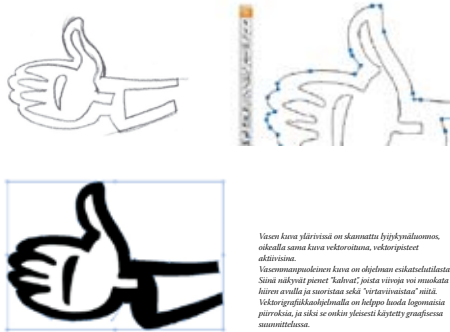 Vasen kuva ylärivissä on skannattu lyijykynäluonnos,
oikealla sama kuva vektoroituna, vektoripisteet
aktiivisina.
Vasemmanpuoleinen kuva on ohjelman esikatselutilasta
Siinä näkyvät pienet "kahvat", joista viivoja voi muokata
hiiren avulla ja suoristaa sekä "virtaviivaistaa" niitä.
Vektorigrafiikkaohjelmalla on helppo luoda logomaisia
piirroksia, ja siksi se onkin yleisesti käytetty graafisessa
suunnittelussa.